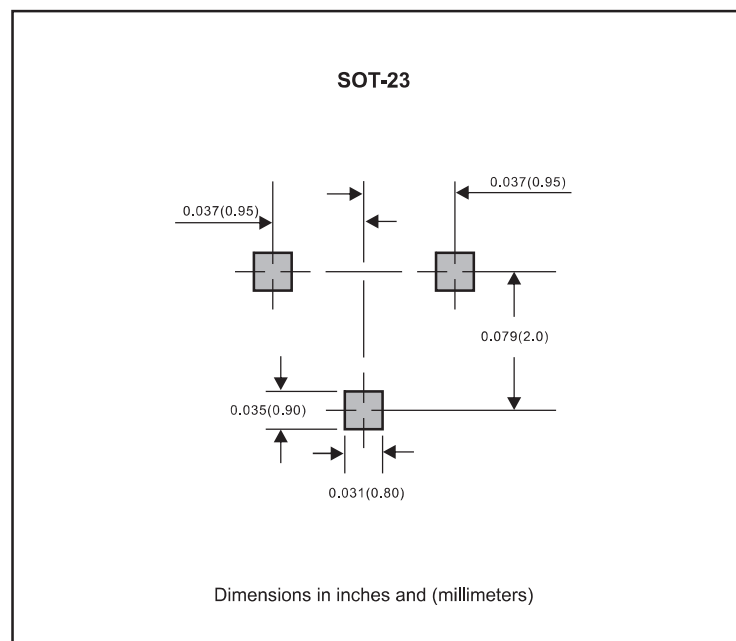 SOT-23
0.037(0.95)
0.037(0.95)
0.079(2.0)
0.035(0.90)
0.031(0.80)
Dimensions in inches and (millimeters)